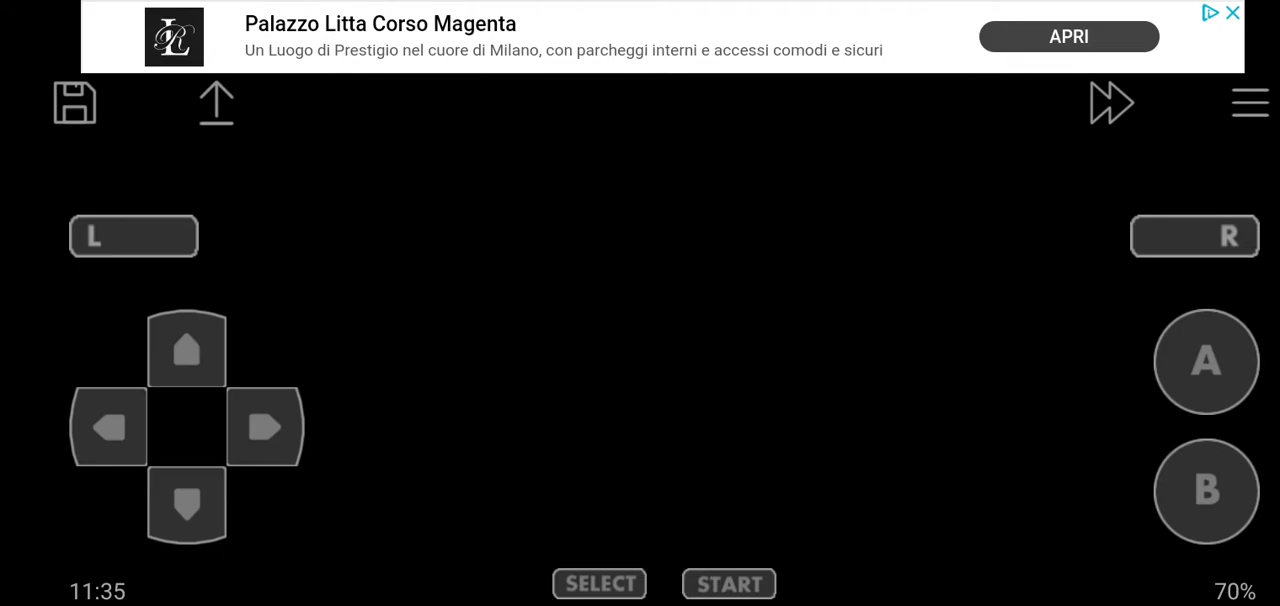 Palazzo Litta Corso Magenta
Un Luogo di Prestigio nel cuore di Milano, con parcheggi interni e accessi comodi e sicuri
APRI
L
R
A
B
SELECT
START
11:35
70%